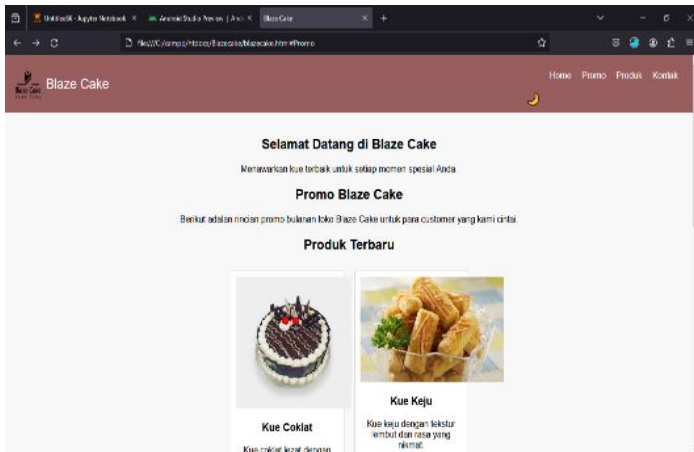 Untitled56 - Jupyter Notebook
Android Studio Preview | And
Blaze Cake
file:///C:/xampp/htdocs/Blazecake/blazecake.html#Promo
Blaze Cake
Home Promo Produk Kontak
Selamat Datang di Blaze Cake
Menawarkan kue terbaik untuk setiap momen spesial Anda
Promo Blaze Cake
Berikut adalah rincian promo bulanan toko Blaze Cake untuk para customer yang kami cintai.
Produk Terbaru
Kue Coklat
Kue coklat lezat dengan
Kue Keju
Kue keju dengan tekstur
lembut dan rasa yang
nikmat.